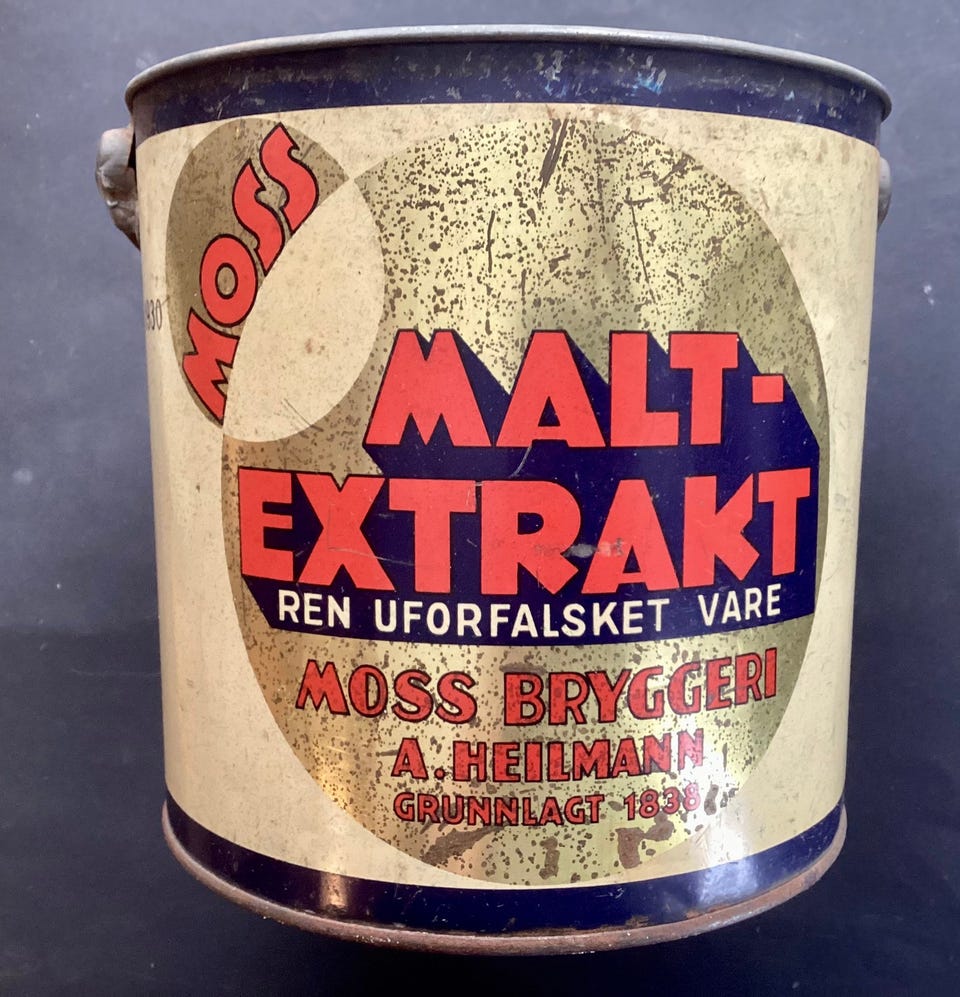 MOSS
MALT-
EXTRAKT
REN UFORFALSKET VARE
MOSS BRYGGERI
A. HEILMANN
GRUNNLAGT 1838